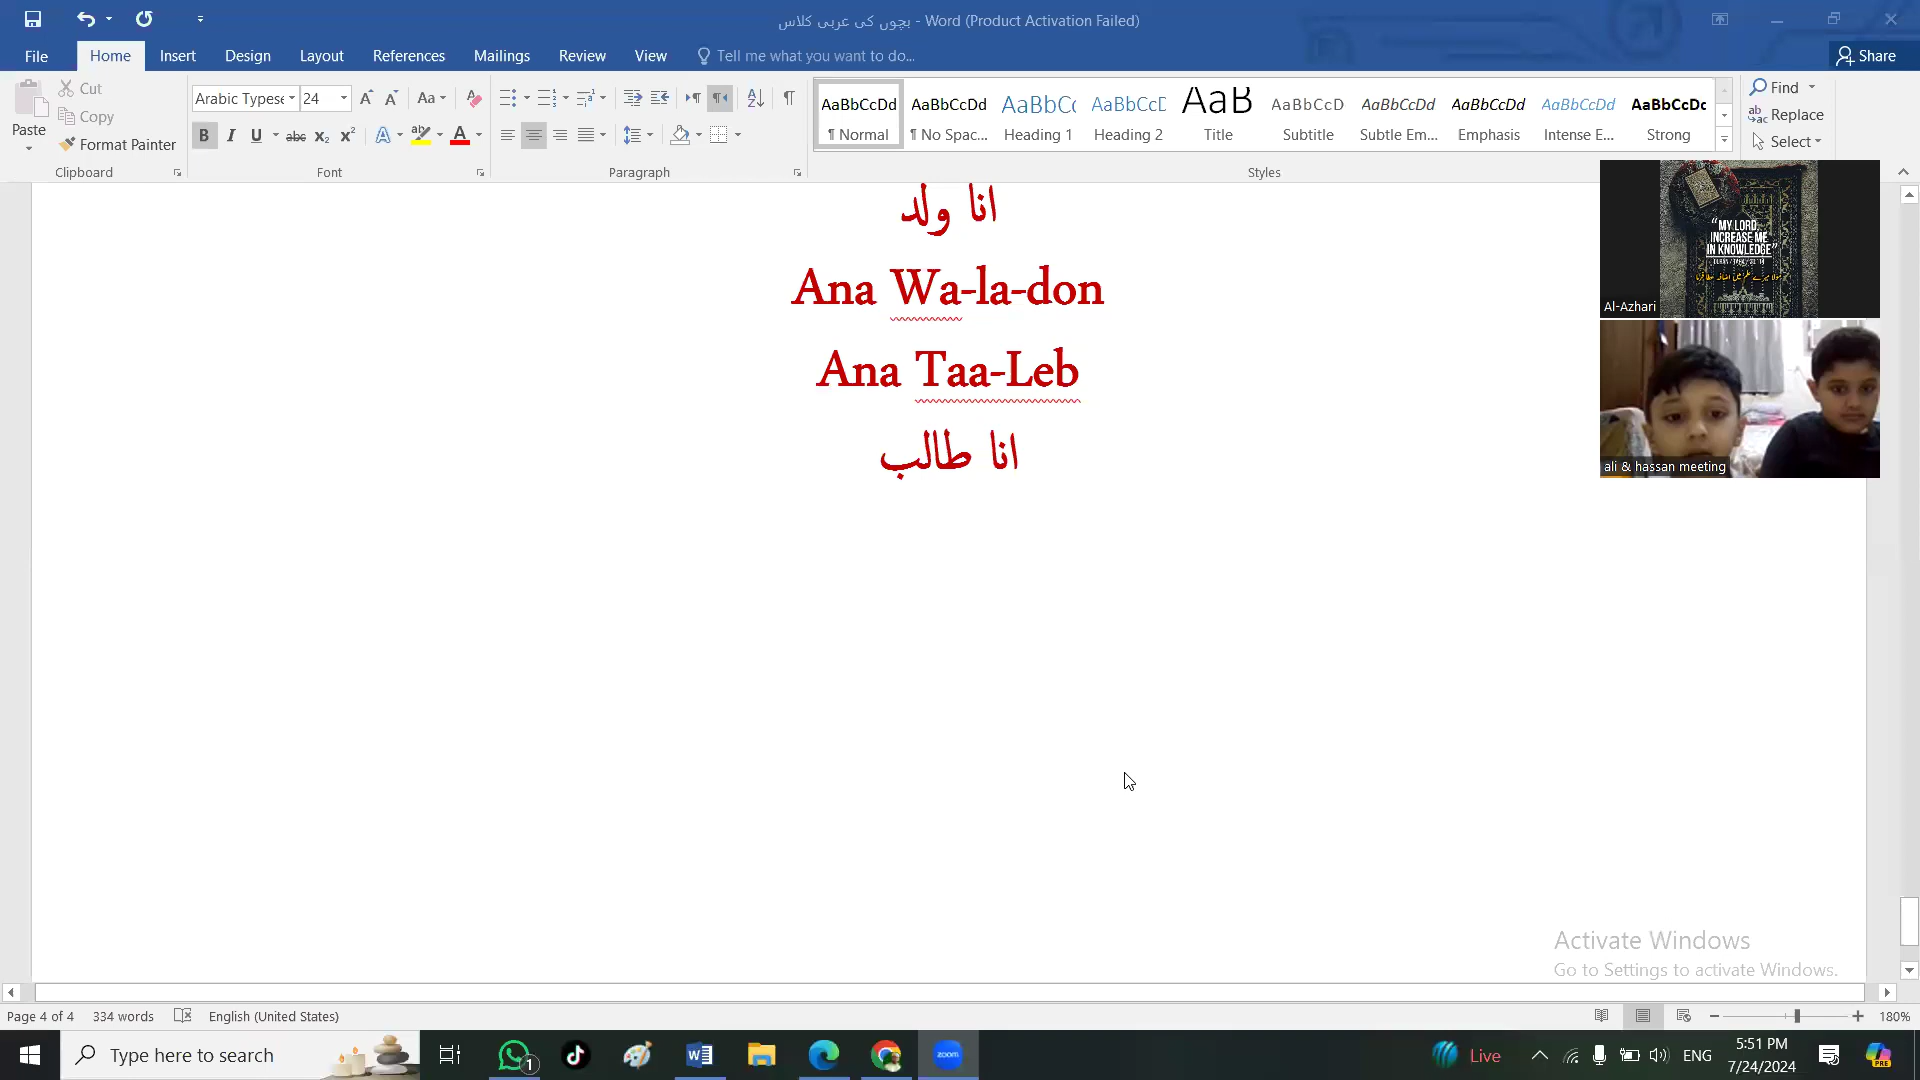 بچوں کی عربی کلاس - Word (Product Activation Failed)
File Home Insert Design Layout References Mailings Review View Tell me what you want to do... Share
Paste
Cut
Copy
Format Painter
Clipboard
Arabic Typese 24
Font
Paragraph
AaBbCcDd AaBbCcDd AaBbCc AaBbCcD AaB AaBbCcD AaBbCcDd AaBbCcDd AaBbCcDd AaBbCcDc
¶ Normal ¶ No Spac... Heading 1 Heading 2 Title Subtitle Subtle Em... Emphasis Intense E... Strong
Styles
Find
Replace
Select
انا ولد
Ana Wa-la-don
Ana Taa-Leb
انا طالب
“MY LORD,
INCREASE ME
IN KNOWLEDGE”
Al-Azhari
ali & hassan meeting
Activate Windows
Go to Settings to activate Windows.
Page 4 of 4 334 words English (United States) 180%
Type here to search
1
zoom
Live
ENG
5:51 PM
7/24/2024
PRE